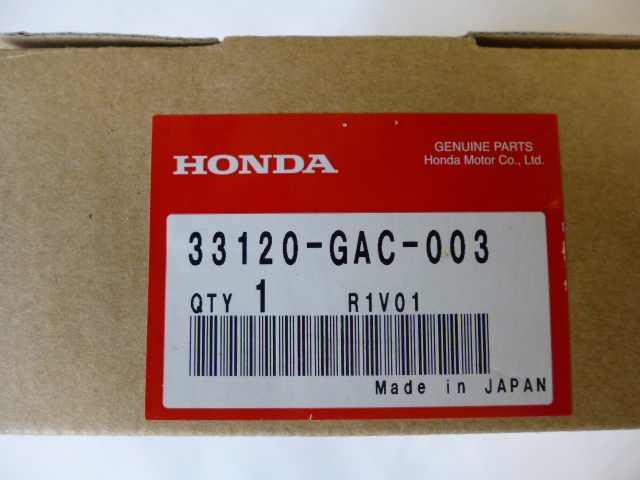 HONDA
GENUINE PARTS
Honda Motor Co., Ltd.
33120-GAC-003
QTY 1 R1V01
Made in JAPAN